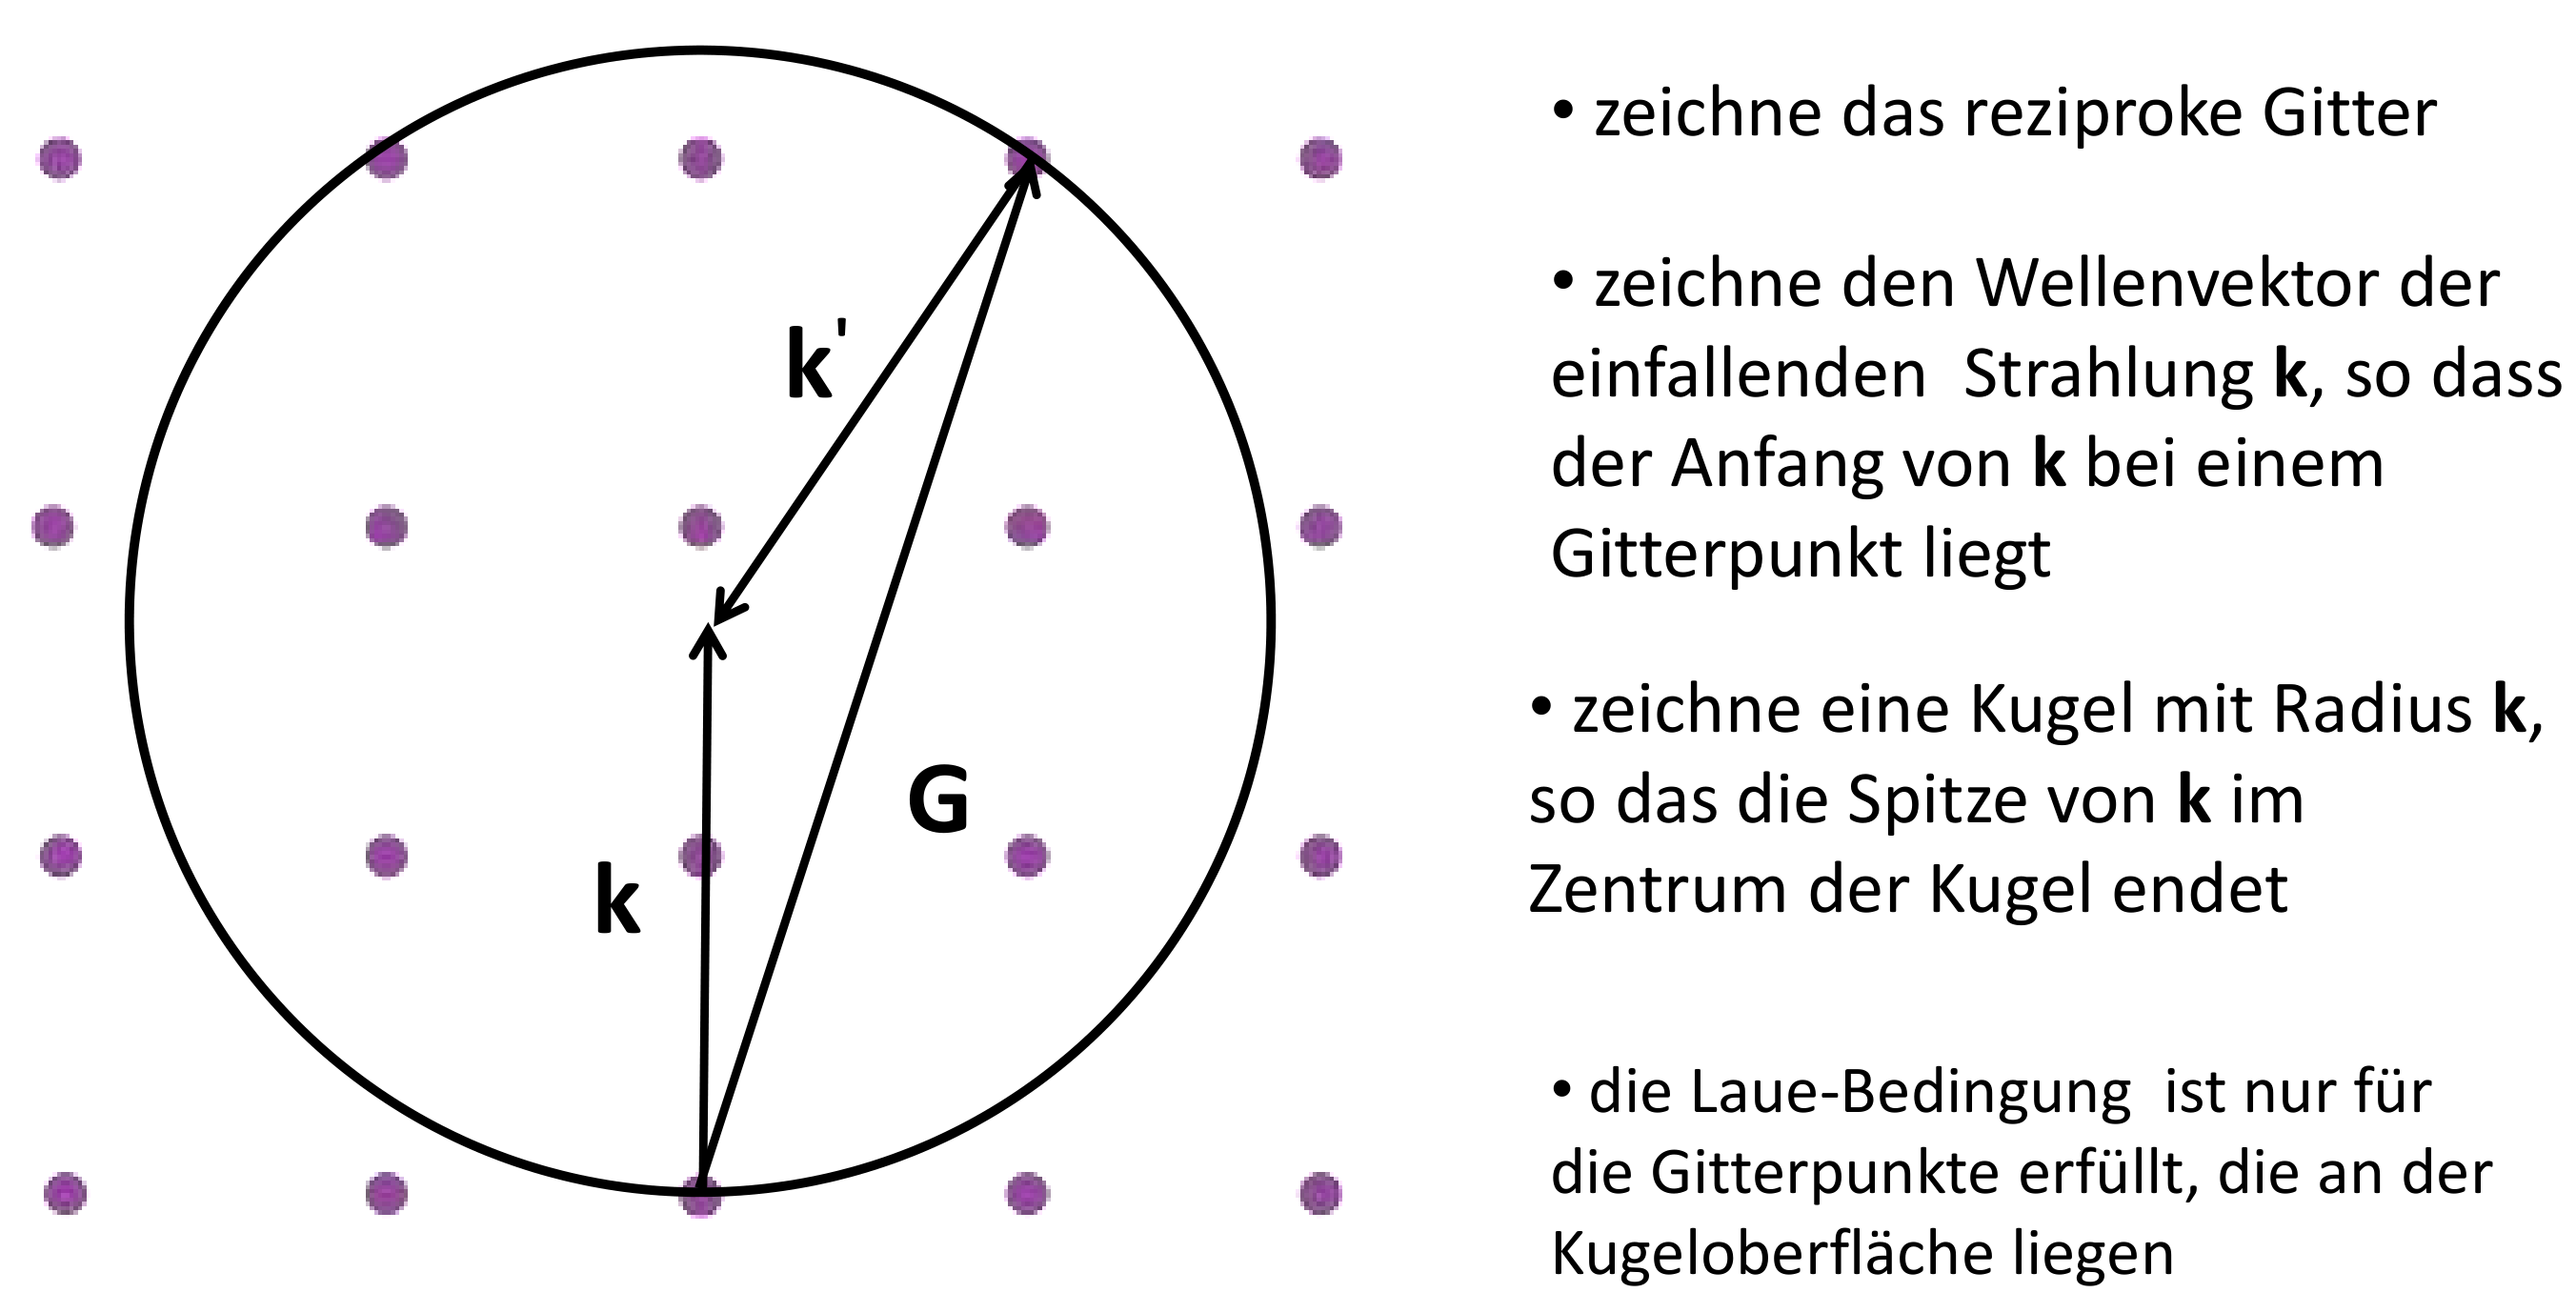 k'
G
k
• zeichne das reziproke Gitter
• zeichne den Wellenvektor der
einfallenden Strahlung k, so dass
der Anfang von k bei einem
Gitterpunkt liegt
• zeichne eine Kugel mit Radius k,
so das die Spitze von k im
Zentrum der Kugel endet
• die Laue-Bedingung ist nur für
die Gitterpunkte erfüllt, die an der
Kugeloberfläche liegen